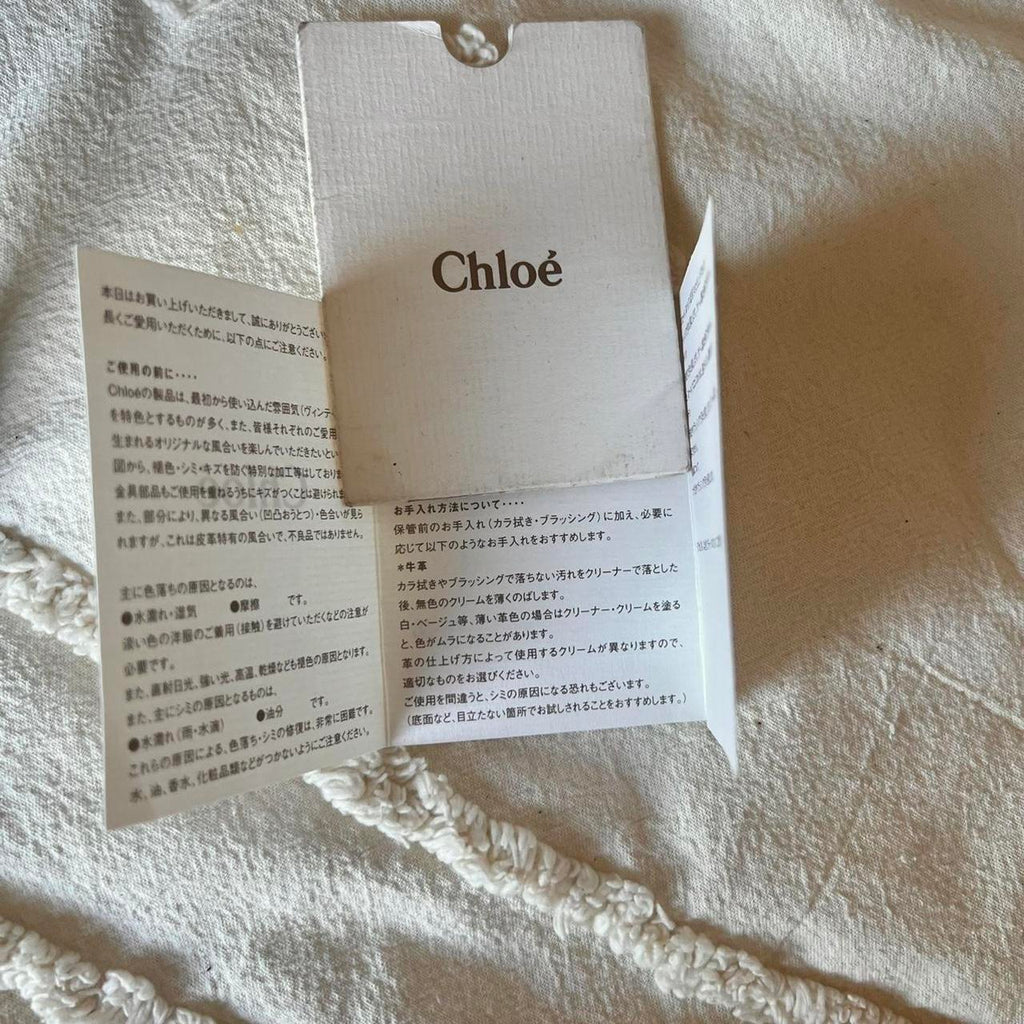 Chloé
本日はお買い上げいただきまして、誠にありがとうござい
長くご愛用いただくために、以下の点にご注意ください。
ご使用の前に‥‥
Chloéの製品は、最初から使い込んだ雰囲気(ヴィンテ
を特色とするものが多く、また、皆様それぞれのご愛用
生まれるオリジナルな風合いを楽しんでいただきたいとい
図から、褪色・シミ・キズを防ぐ特別な加工等はしておりま
金具部品もご使用を重ねるうちにキズがつくことは避けられま
また、部分により、異なる風合い(凹凸おうとつ)・色合いが見ら
れますが、これは皮革特有の風合いで、不良品ではありません。
主に色落ちの原因となるのは、
●水濡れ・湿気 ●摩擦 です。
濃い色の洋服のご着用(接触)を避けていただくなどの注意が
必要です。
また、直射日光、強い光、高温、乾燥なども褪色の原因となります。
また、主にシミの原因となるものは、
●水濡れ(雨・水滴) ●油分 です。
これらの原因による、色落ち・シミの修復は、非常に困難です。
水、油、香水、化粧品類などがつかないようにご注意ください。
お手入れ方法について‥‥
保管前のお手入れ(カラ拭き・ブラッシング)に加え、必要に
応じて以下のようなお手入れをおすすめします。
*牛革
カラ拭きやブラッシングで落ちない汚れをクリーナーで落とした
後、無色のクリームを薄くのばします。
白・ベージュ等、薄い革色の場合はクリーナー・クリームを塗る
と、色がムラになることがあります。
革の仕上げ方によって使用するクリームが異なりますので、
適切なものをお選びください。
ご使用を間違うと、シミの原因になる恐れもございます。
(底面など、目立たない箇所でお試しされることをおすすめします。)